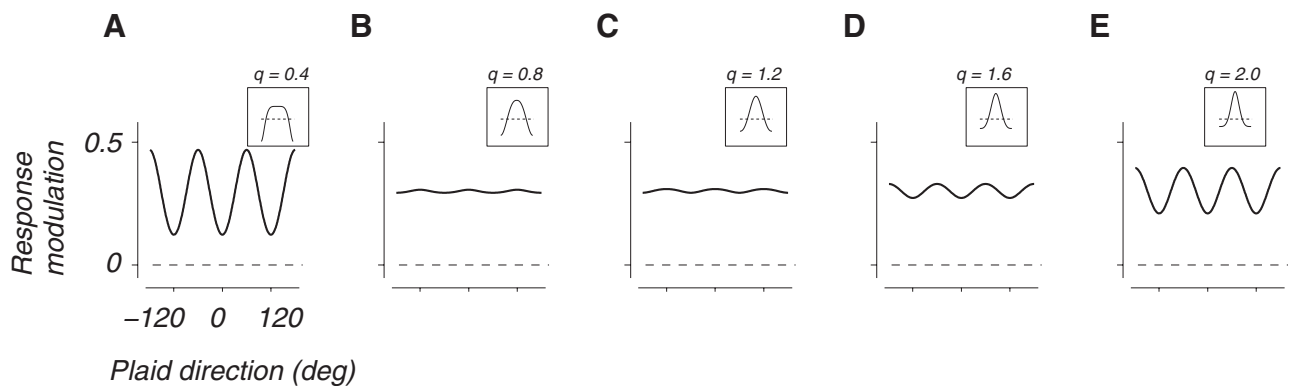 A B C D E
q = 0.4 q = 0.8 q = 1.2 q = 1.6 q = 2.0
Response
modulation
0.5
0
−120 0 120
Plaid direction (deg)